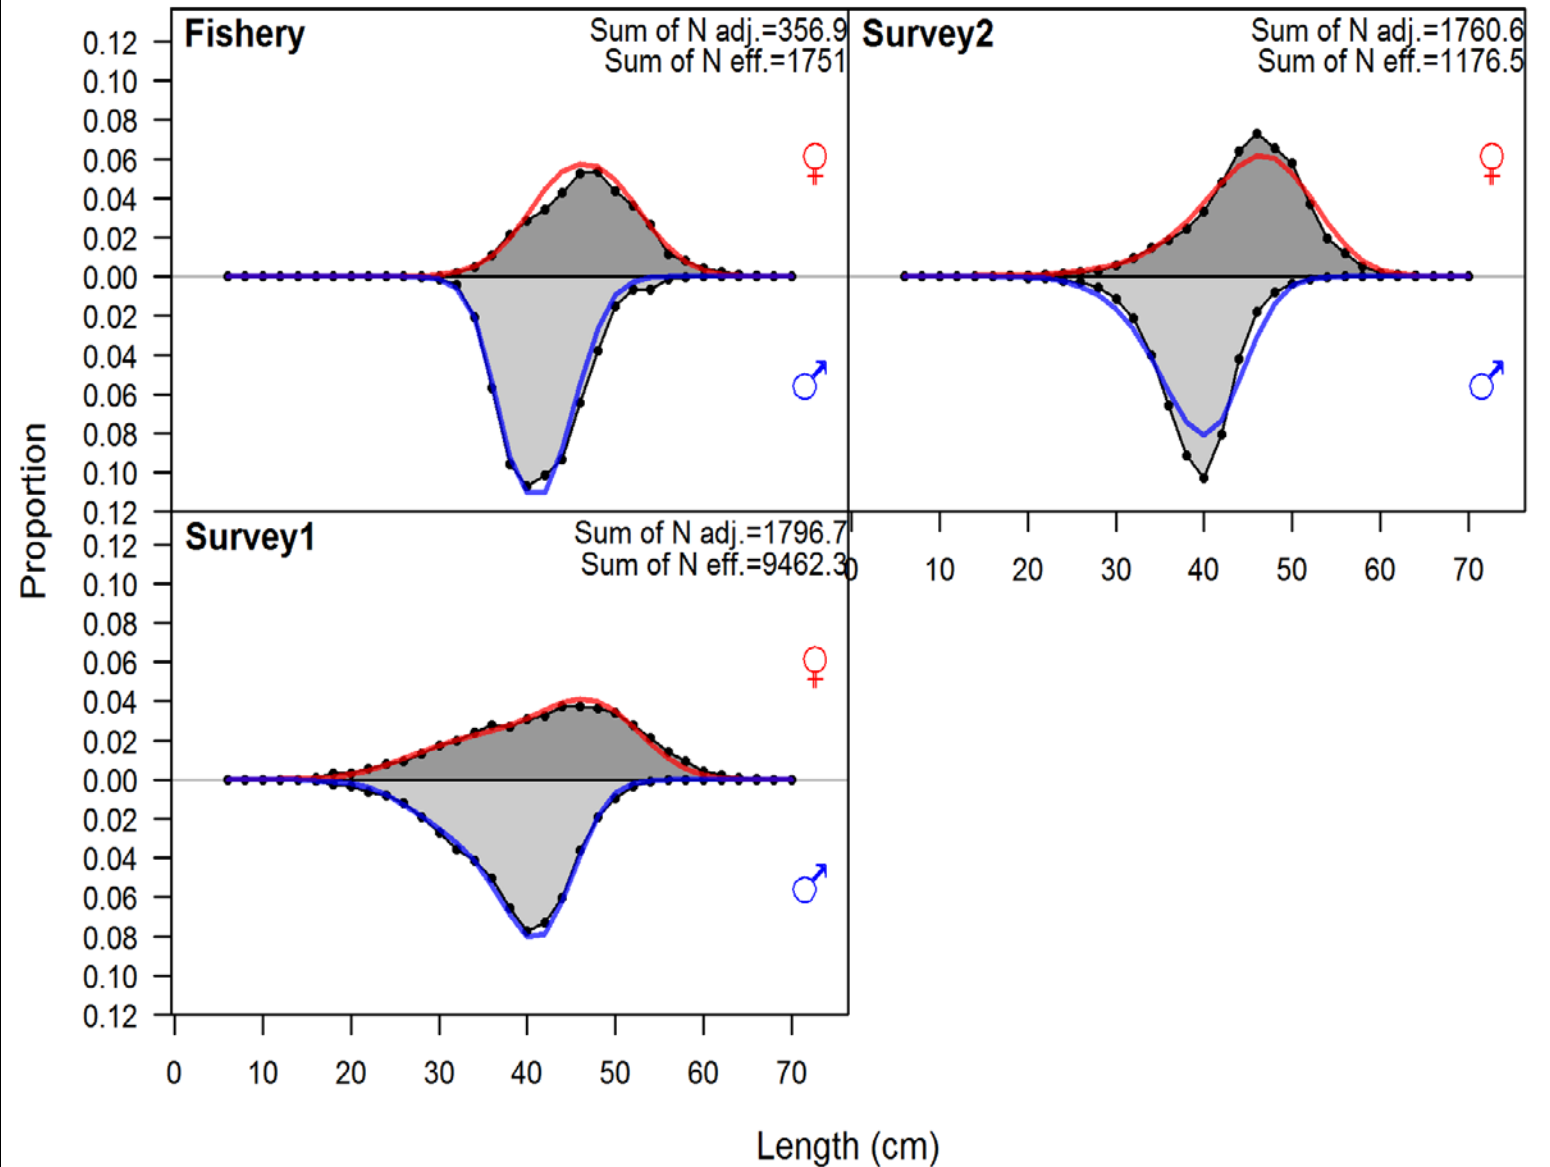 Fishery
Sum of N adj.=356.9
Sum of N eff.=1751
Survey2
Sum of N adj.=1760.6
Sum of N eff.=1176.5
0.12
0.10
0.08
0.06
0.04
0.02
0.00
0.02
0.04
0.06
0.08
0.10
0.12
♀
♂
♀
♂
0 10 20 30 40 50 60 70
Survey1
Sum of N adj.=1796.7
Sum of N eff.=9462.3
0.12
0.10
0.08
0.06
0.04
0.02
0.00
0.02
0.04
0.06
0.08
0.10
0.12
♀
♂
0 10 20 30 40 50 60 70
Proportion
Length (cm)